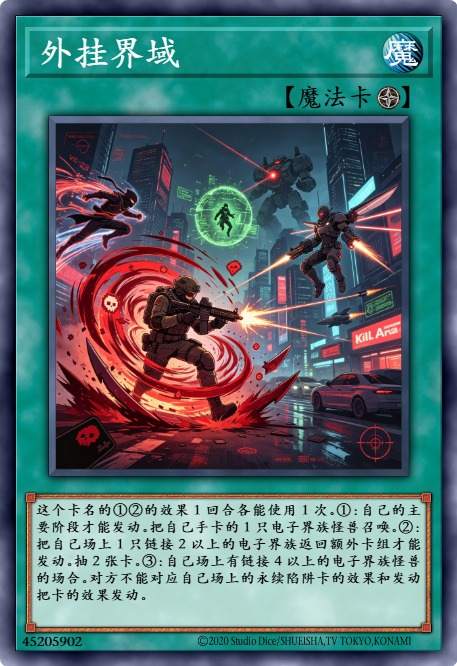 外挂界域
魔
【魔法卡】
Kill Area
这个卡名的①②的效果1回合各能使用1次。①:自己的主
要阶段才能发动。把自己手卡的1只电子界族怪兽召唤。②:
把自己场上1只链接2以上的电子界族返回额外卡组才能
发动。抽2张卡。③:自己场上有链接4以上的电子界族怪兽
的场合。对方不能对应自己场上的永续陷阱卡的效果和发动
把卡的效果发动。
45205902
©2020 Studio Dice/SHUEISHA,TV TOKYO,KONAMI